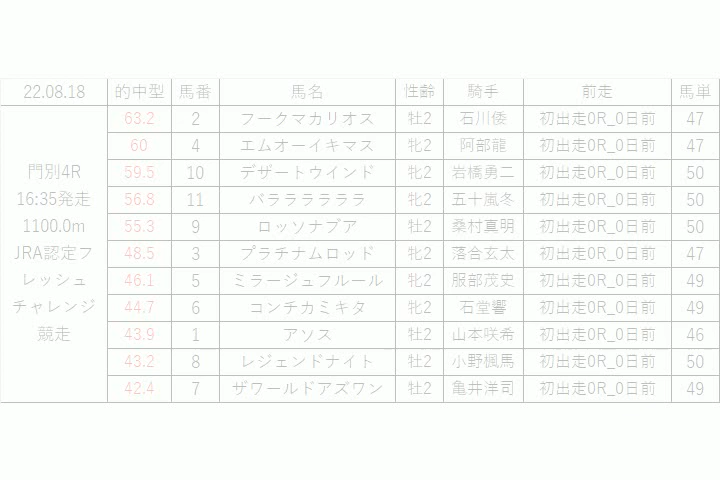 22.08.18 的中型 馬番 馬名 性齢 騎手 前走 馬単
門別4R
16:35発走
1100.0m
JRA認定フ
レッシュ
チャレンジ
競走
63.2 2 フークマカリオス 牡2 石川倭 初出走0R_0日前 47
60 4 エムオーイキマス 牝2 阿部龍 初出走0R_0日前 47
59.5 10 デザートウインド 牝2 岩橋勇二 初出走0R_0日前 50
56.8 11 バラララララ 牝2 五十嵐冬 初出走0R_0日前 50
55.3 9 ロッソナブア 牡2 桑村真明 初出走0R_0日前 50
48.5 3 プラチナムロッド 牝2 落合玄太 初出走0R_0日前 47
46.1 5 ミラージュフルール 牝2 服部茂史 初出走0R_0日前 49
44.7 6 コンチカミキタ 牝2 石堂響 初出走0R_0日前 49
43.9 1 アソス 牡2 山本咲希 初出走0R_0日前 46
43.2 8 レジェンドナイト 牡2 小野楓馬 初出走0R_0日前 50
42.4 7 ザワールドアズワン 牡2 亀井洋司 初出走0R_0日前 49